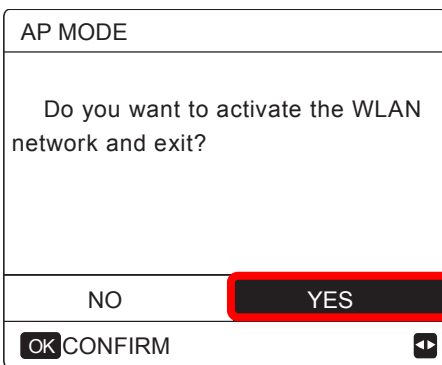 AP MODE
Do you want to activate the WLAN
network and exit?
NO YES
OK CONFIRM